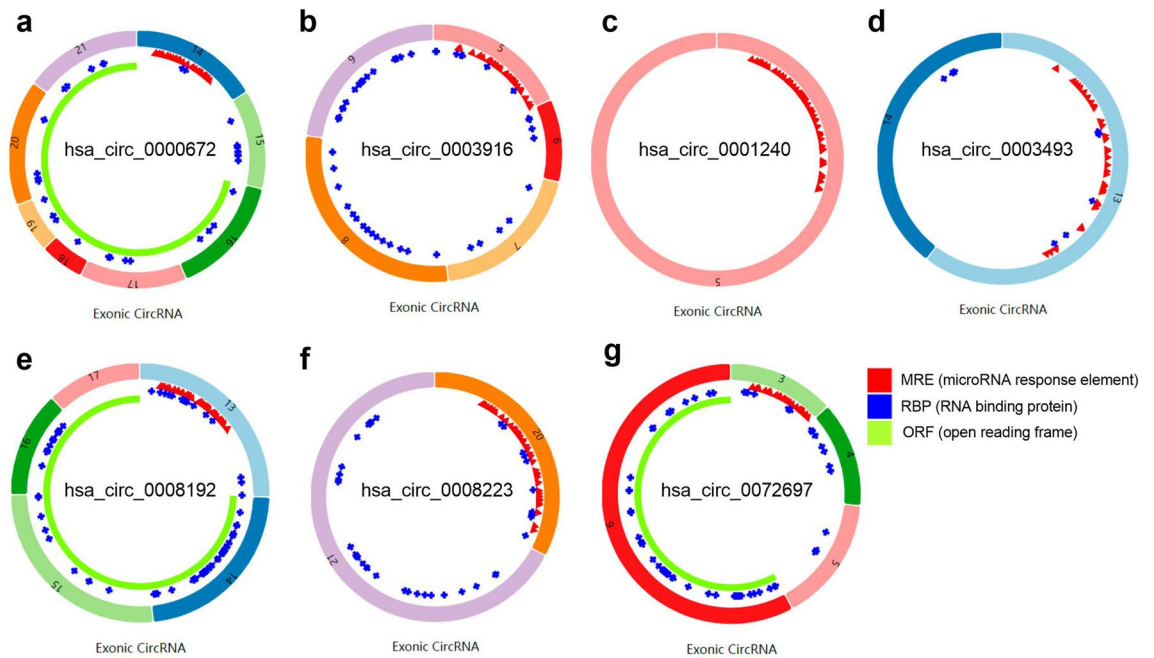 a
21
14
15
16
17
18
19
20
hsa_circ_0000672
Exonic CircRNA
b
9
5
6
7
8
hsa_circ_0003916
Exonic CircRNA
c
hsa_circ_0001240
5
Exonic CircRNA
d
14
13
hsa_circ_0003493
Exonic CircRNA
e
17
13
16
14
15
hsa_circ_0008192
Exonic CircRNA
f
20
21
hsa_circ_0008223
Exonic CircRNA
g
3
4
5
6
hsa_circ_0072697
Exonic CircRNA
MRE (microRNA response element)
RBP (RNA binding protein)
ORF (open reading frame)